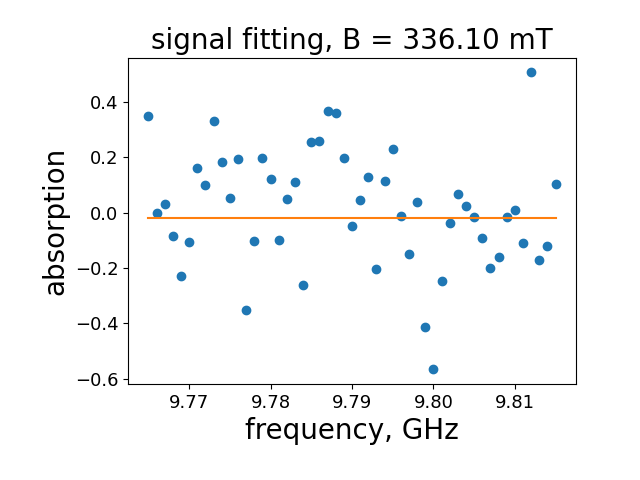 signal fitting, B = 336.10 mT
absorption
0.4
0.2
0.0
−0.2
−0.4
−0.6
9.77 9.78 9.79 9.80 9.81
frequency, GHz